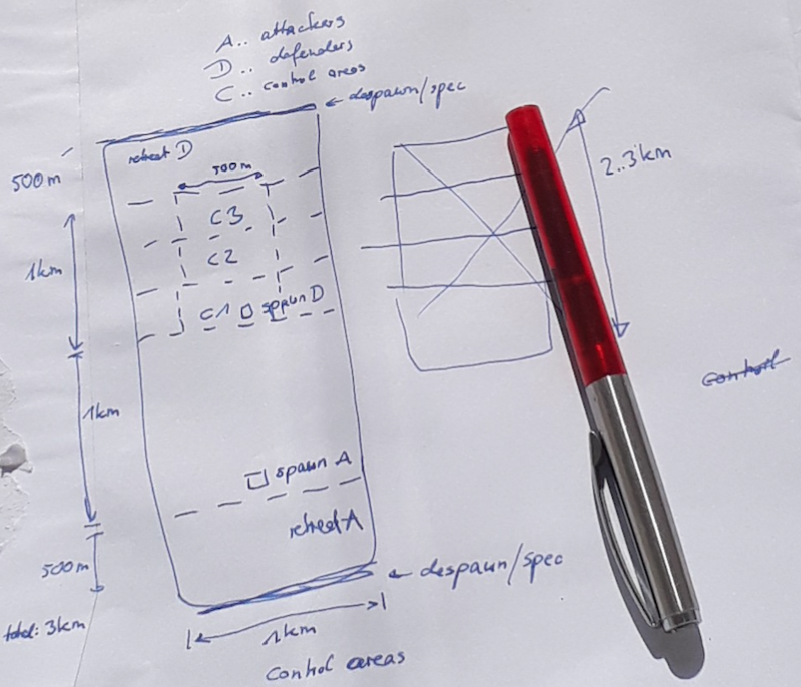 A.. attackers
D.. defenders
C.. control areas
← despawn/spec
retreat D
500m
500m
2..3km
C3
1km
C2
C1 spawn D
control
1km
spawn A
retreat A
500m
← despawn/spec
total: 3km
1km
Control areas